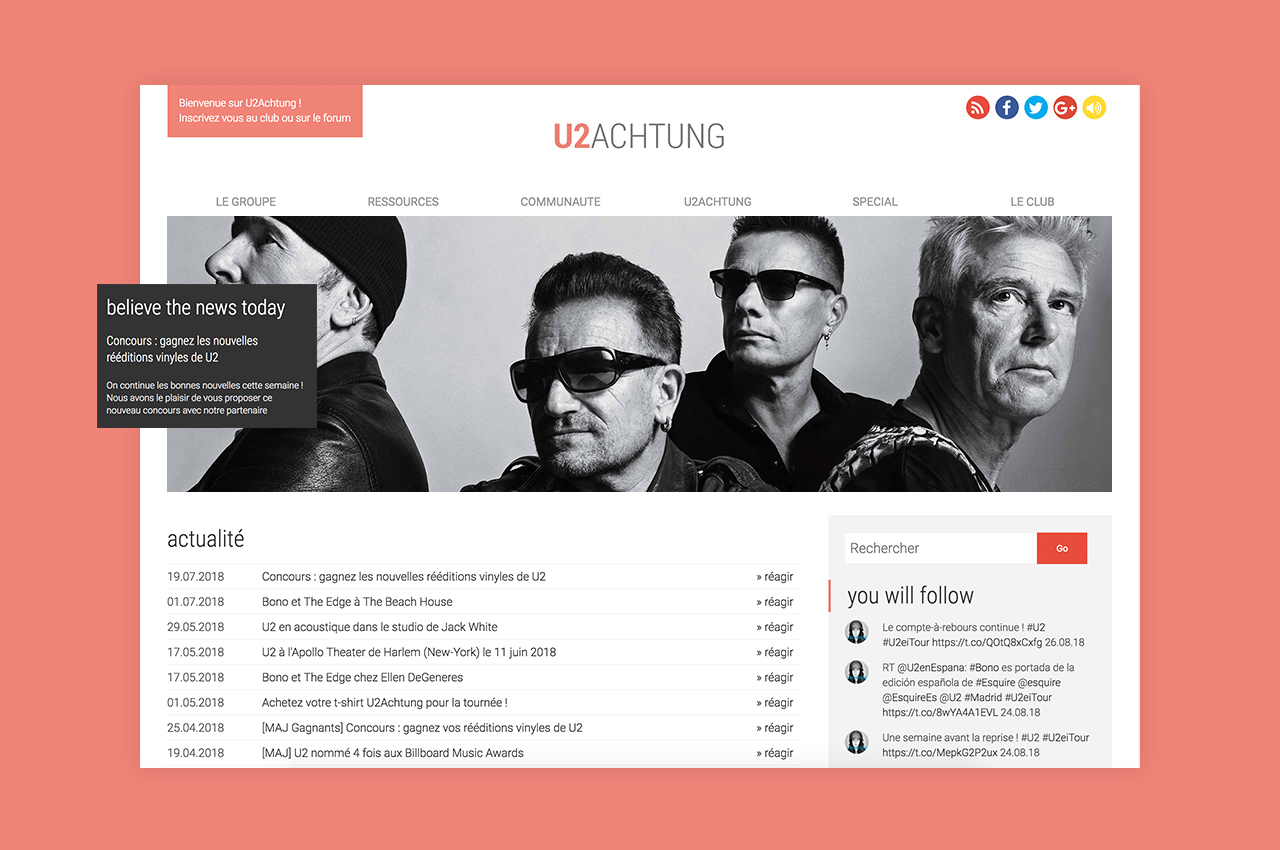 Bienvenue sur U2Achtung !
Inscrivez vous au club ou sur le forum
U2ACHTUNG
LE GROUPE RESSOURCES COMMUNAUTE U2ACHTUNG SPECIAL LE CLUB
believe the news today
Concours : gagnez les nouvelles
rééditions vinyles de U2
On continue les bonnes nouvelles cette semaine !
Nous avons le plaisir de vous proposer ce
nouveau concours avec notre partenaire
actualité
19.07.2018 Concours : gagnez les nouvelles rééditions vinyles de U2 » réagir
01.07.2018 Bono et The Edge à The Beach House » réagir
29.05.2018 U2 en acoustique dans le studio de Jack White » réagir
17.05.2018 U2 à l'Apollo Theater de Harlem (New-York) le 11 juin 2018 » réagir
17.05.2018 Bono et The Edge chez Ellen DeGeneres » réagir
01.05.2018 Achetez votre t-shirt U2Achtung pour la tournée ! » réagir
25.04.2018 [MAJ Gagnants] Concours : gagnez vos rééditions vinyles de U2 » réagir
19.04.2018 [MAJ] U2 nommé 4 fois aux Billboard Music Awards » réagir
Rechercher Go
you will follow
Le compte-à-rebours continue ! #U2
#U2eiTour https://t.co/QOtQ8xCxfg 26.08.18
RT @U2enEspana: #Bono es portada de la
edición española de #Esquire @esquire
@EsquireEs @U2 #Madrid #U2eiTour
https://t.co/8wYA4A1EVL 24.08.18
Une semaine avant la reprise ! #U2 #U2eiTour
https://t.co/MepkG2P2ux 24.08.18